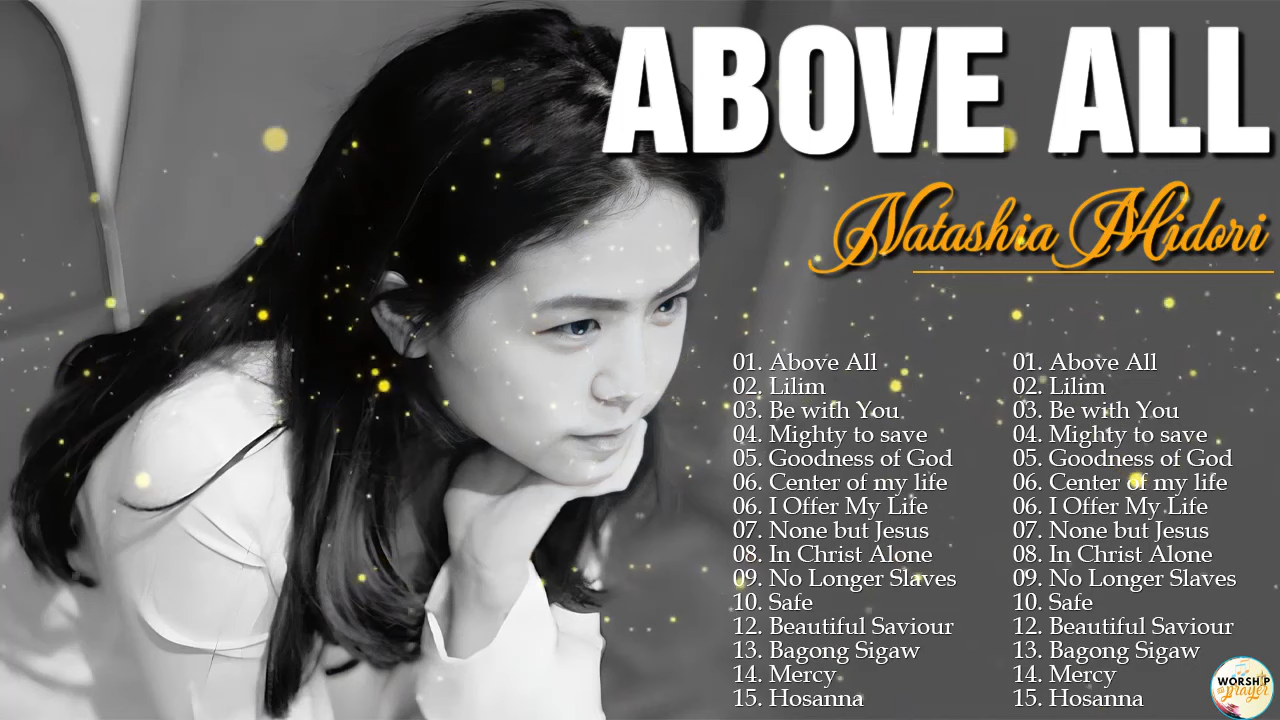 ABOVE ALL
Natashia Midori
01. Above All
02. Lilim
03. Be with You
04. Mighty to save
05. Goodness of God
06. Center of my life
06. I Offer My Life
07. None but Jesus
08. In Christ Alone
09. No Longer Slaves
10. Safe
12. Beautiful Saviour
13. Bagong Sigaw
14. Mercy
15. Hosanna
01. Above All
02. Lilim
03. Be with You
04. Mighty to save
05. Goodness of God
06. Center of my life
06. I Offer My Life
07. None but Jesus
08. In Christ Alone
09. No Longer Slaves
10. Safe
12. Beautiful Saviour
13. Bagong Sigaw
14. Mercy
15. Hosanna
WORSHIP
prayer